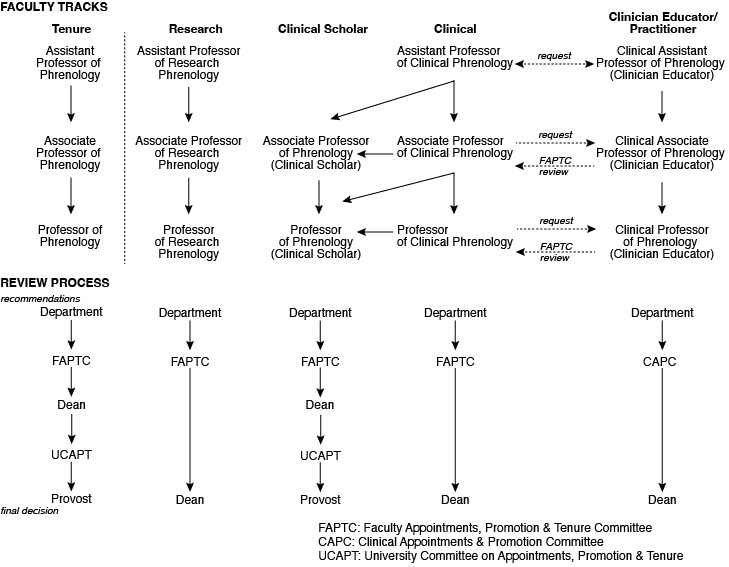 FACULTY TRACKS
Tenure
Research
Clinical Scholar
Clinical
Clinician Educator/
Practitioner
Assistant
Professor of
Phrenology
Assistant Professor
of Research
Phrenology
Assistant Professor
of Clinical Phrenology
request
Clinical Assistant
Professor of Phrenology
(Clinician Educator)
Associate
Professor of
Phrenology
Associate Professor
of Research
Phrenology
Associate Professor
of Phrenology
(Clinical Scholar)
Associate Professor
of Clinical Phrenology
request
FAPTC
review
Clinical Associate
Professor of Phrenology
(Clinician Educator)
Professor of
Phrenology
Professor
of Research
Phrenology
Professor
of Phrenology
(Clinical Scholar)
Professor
of Clinical Phrenology
request
FAPTC
review
Clinical Professor
of Phrenology
(Clinician Educator)
REVIEW PROCESS
recommendations
Department
FAPTC
Dean
UCAPT
Provost
final decision
Department
FAPTC
Dean
Department
FAPTC
Dean
UCAPT
Provost
Department
FAPTC
Dean
Department
CAPC
Dean
FAPTC: Faculty Appointments, Promotion & Tenure Committee
CAPC: Clinical Appointments & Promotion Committee
UCAPT: University Committee on Appointments, Promotion & Tenure